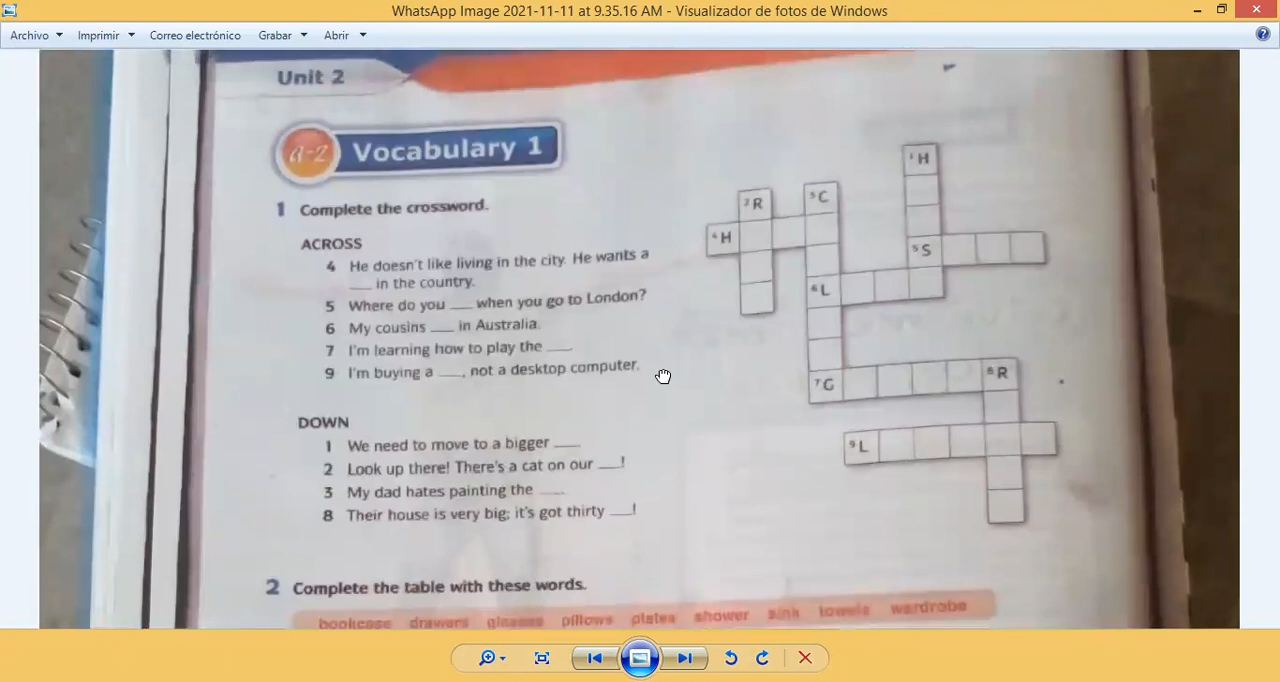 WhatsApp Image 2021-11-11 at 9.35.16 AM - Visualizador de fotos de Windows
Archivo Imprimir Correo electrónico Grabar Abrir
Unit 2
a-z Vocabulary 1
1 Complete the crossword.
ACROSS
4 He doesn't like living in the city. He wants a
___ in the country.
5 Where do you ___ when you go to London?
6 My cousins ___ in Australia.
7 I'm learning how to play the ___.
9 I'm buying a ___, not a desktop computer.
DOWN
1 We need to move to a bigger ___.
2 Look up there! There's a cat on our ___!
3 My dad hates painting the ___.
8 Their house is very big; it's got thirty ___!
1 H
2 R
3 C
4 H
5 S
6 L
7 G
8 R
9 L
2 Complete the table with these words.
bookcase drawers glasses pillows plates shower sink towels wardrobe